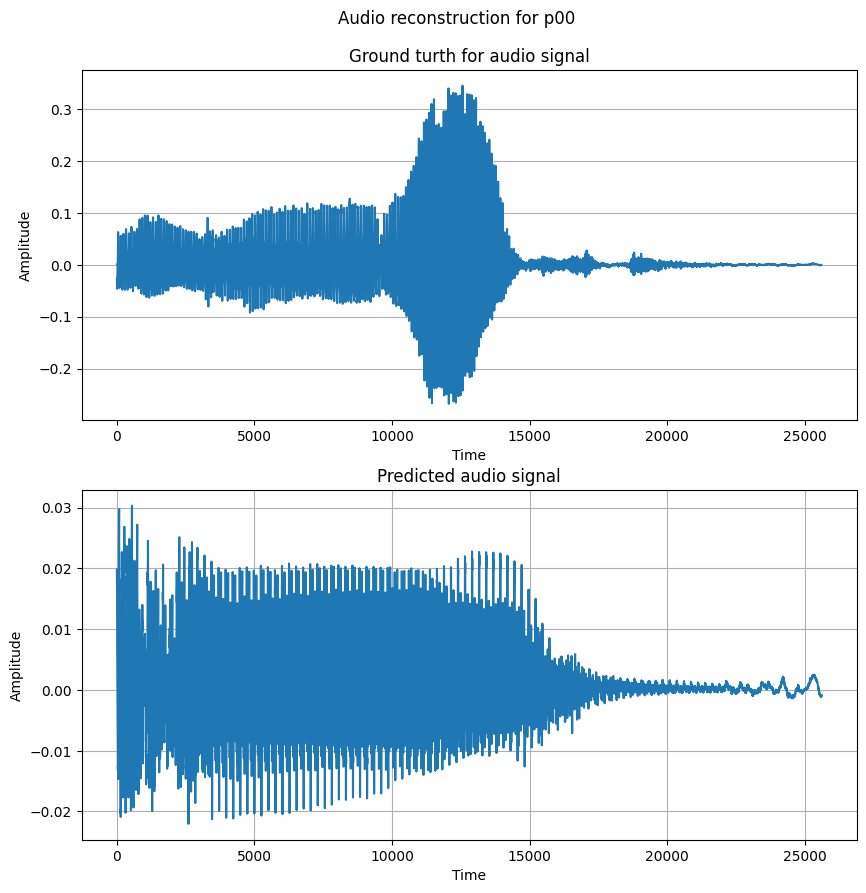 Audio reconstruction for p00
Ground turth for audio signal
Amplitude
0.3
0.2
0.1
0.0
−0.1
−0.2
0 5000 10000 15000 20000 25000
Time
Predicted audio signal
Amplitude
0.03
0.02
0.01
0.00
−0.01
−0.02
0 5000 10000 15000 20000 25000
Time